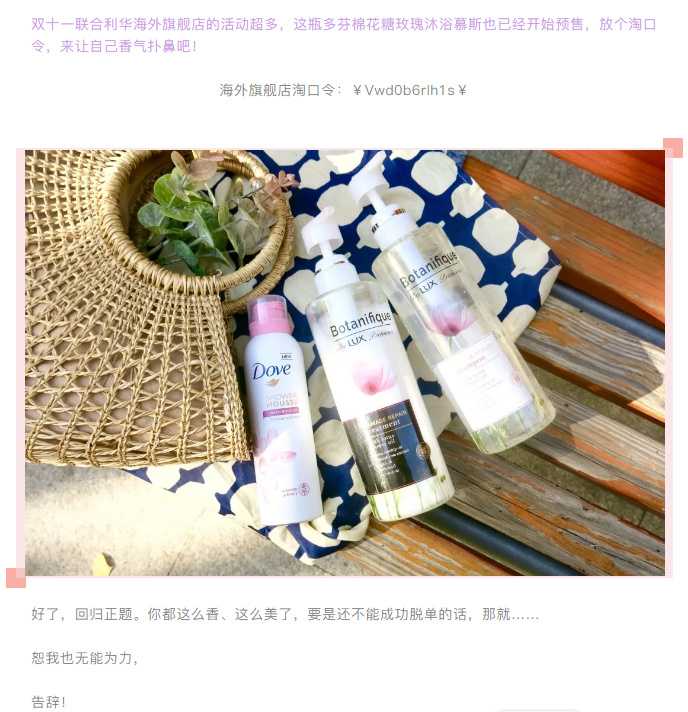 双十一联合利华海外旗舰店的活动超多，这瓶多芬棉花糖玫瑰沐浴慕斯也已经开始预售，放个淘口
令，来让自己香气扑鼻吧！
海外旗舰店淘口令：￥Vwd0b6rlh1s￥
Botanifique
LUX
Botanifique
by LUX
Dove
SHOWER
MOUSSE
DAMAGE REPAIR
treatment
好了，回归正题。你都这么香、这么美了，要是还不能成功脱单的话，那就……
恕我也无能为力，
告辞！